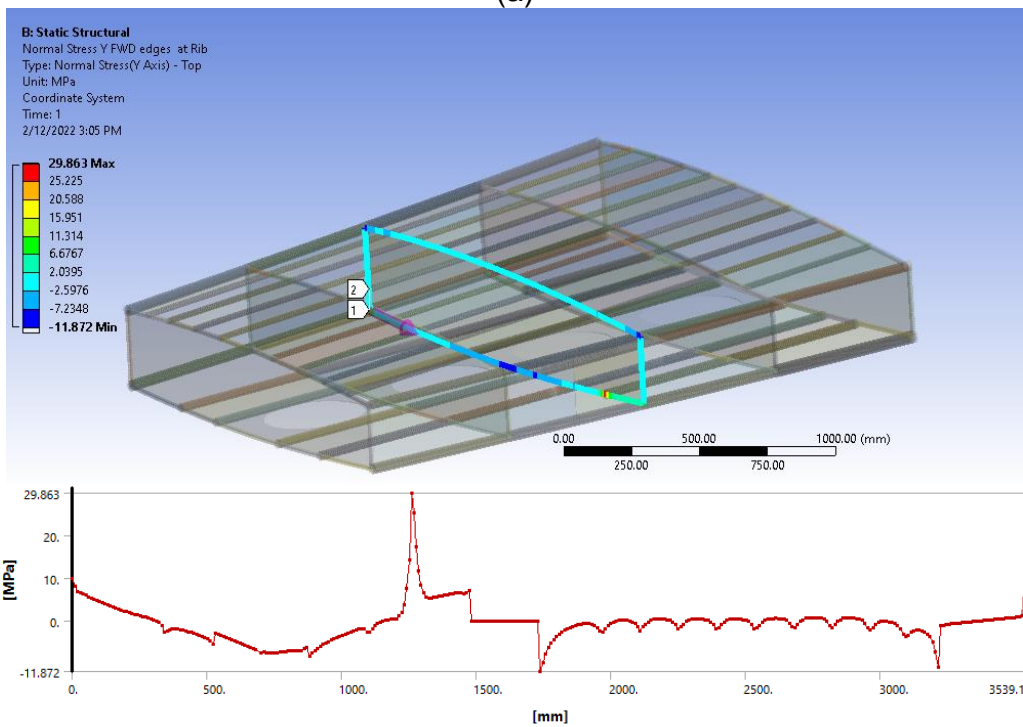 (a)
B: Static Structural
Normal Stress Y FWD edges at Rib
Type: Normal Stress(Y Axis) - Top
Unit: MPa
Coordinate System
Time: 1
2/12/2022 3:05 PM
29.863 Max
25.225
20.588
15.951
11.314
6.6767
2.0395
-2.5976
-7.2348
-11.872 Min
2
1
0.00 500.00 1000.00 (mm)
250.00 750.00
29.863
20.
10.
0.
-11.872
[MPa]
0. 500. 1000. 1500. 2000. 2500. 3000. 3539.1
[mm]